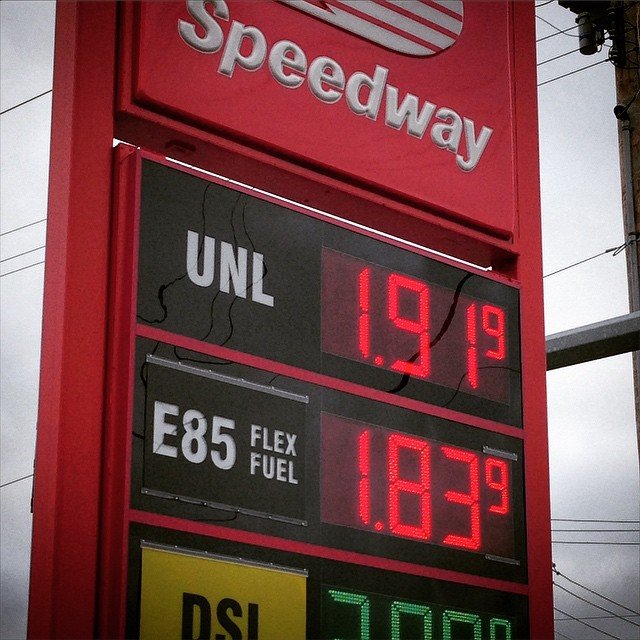 Speedway
UNL 1.91 9
E85 FLEX FUEL 1.83 9
DSL